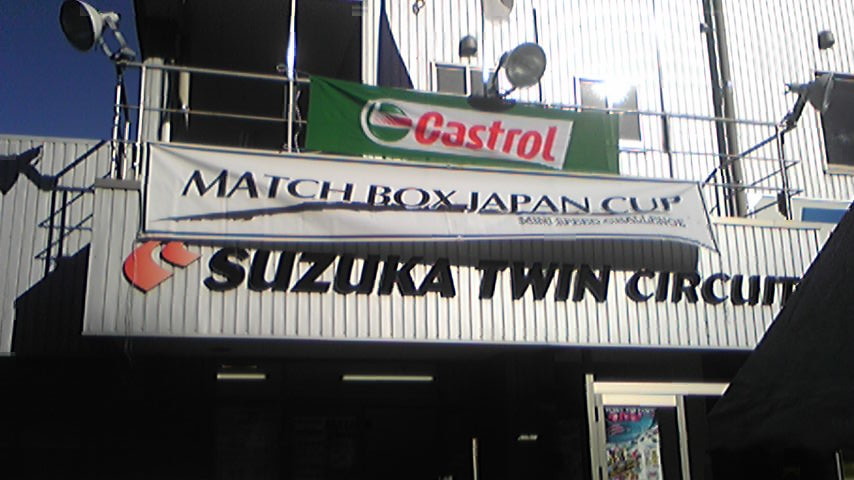 Castrol
MATCH BOX JAPAN CUP
MINI SPEED CHALLENGE
SUZUKA TWIN CIRCUIT